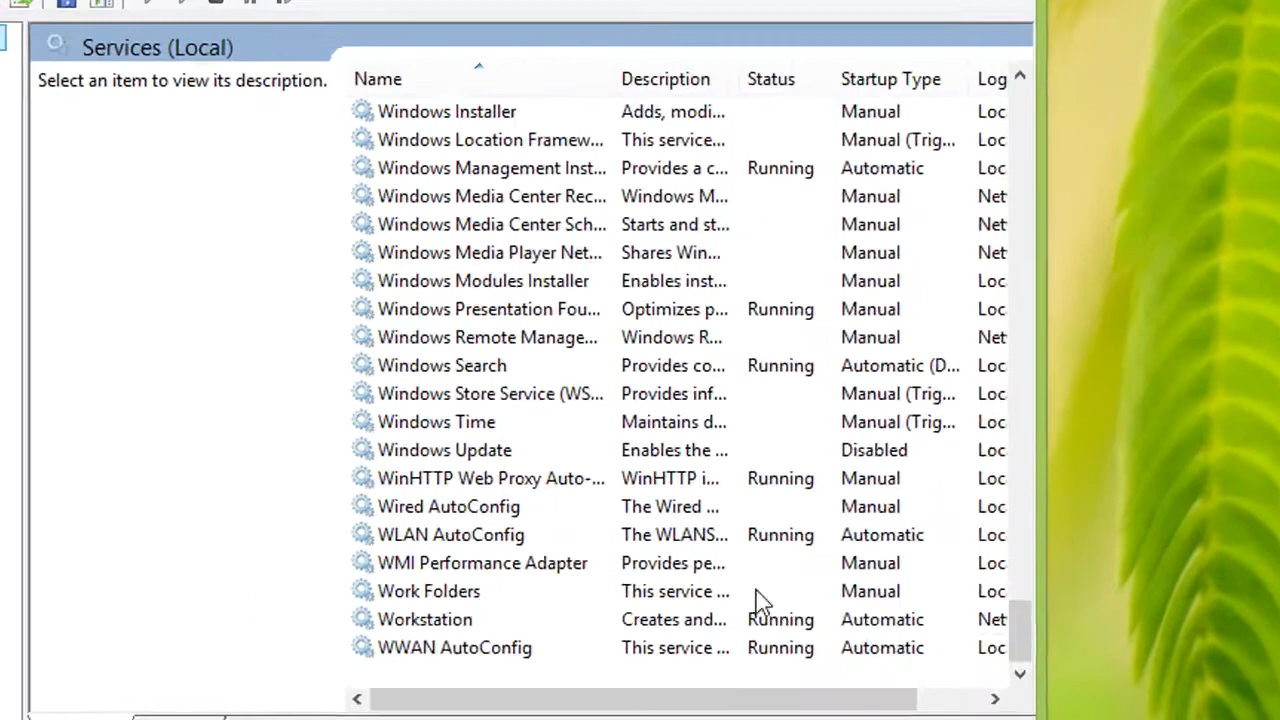 Services (Local)
Select an item to view its description.
Name Description Status Startup Type Log
Windows Installer Adds, modi... Manual Loc
Windows Location Framew... This service... Manual (Trig... Loc
Windows Management Inst... Provides a c... Running Automatic Loc
Windows Media Center Rec... Windows M... Manual Net
Windows Media Center Sch... Starts and st... Manual Net
Windows Media Player Net... Shares Win... Manual Net
Windows Modules Installer Enables inst... Manual Loc
Windows Presentation Fou... Optimizes p... Running Manual Loc
Windows Remote Manage... Windows R... Manual Net
Windows Search Provides co... Running Automatic (D... Loc
Windows Store Service (WS... Provides inf... Manual (Trig... Loc
Windows Time Maintains d... Manual (Trig... Loc
Windows Update Enables the ... Disabled Loc
WinHTTP Web Proxy Auto-... WinHTTP i... Running Manual Loc
Wired AutoConfig The Wired ... Manual Loc
WLAN AutoConfig The WLANS... Running Automatic Loc
WMI Performance Adapter Provides pe... Manual Loc
Work Folders This service ... Manual Loc
Workstation Creates and... Running Automatic Net
WWAN AutoConfig This service ... Running Automatic Loc